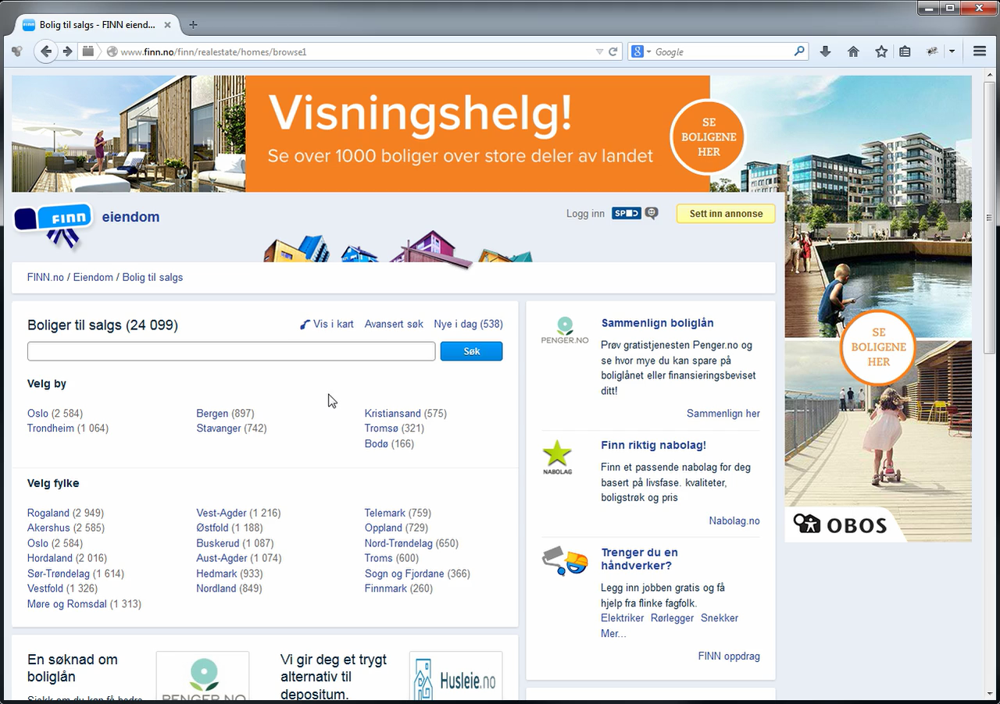 Bolig til salgs - FINN eiend...
www.finn.no/finn/realestate/homes/browse1
Google
Visningshelg!
Se over 1000 boliger over store deler av landet
SE
BOLIGENE
HER
FINN eiendom
Logg inn
SPiD
Sett inn annonse
FINN.no / Eiendom / Bolig til salgs
Boliger til salgs (24 099)
Vis i kart Avansert søk Nye i dag (538)
Søk
Velg by
Oslo (2 584)
Trondheim (1 064)
Bergen (897)
Stavanger (742)
Kristiansand (575)
Tromsø (321)
Bodø (166)
Velg fylke
Rogaland (2 949)
Akershus (2 585)
Oslo (2 584)
Hordaland (2 016)
Sør-Trøndelag (1 614)
Vestfold (1 326)
Møre og Romsdal (1 313)
Vest-Agder (1 216)
Østfold (1 188)
Buskerud (1 087)
Aust-Agder (1 074)
Hedmark (933)
Nordland (849)
Telemark (759)
Oppland (729)
Nord-Trøndelag (650)
Troms (600)
Sogn og Fjordane (366)
Finnmark (260)
En søknad om
boliglån
Sjekk om du kan få bedre
PENGER.NO
Vi gir deg et trygt
alternativ til
depositum.
Husleie.no
PENGER.NO
Sammenlign boliglån
Prøv gratistjenesten Penger.no og
se hvor mye du kan spare på
boliglånet eller finansieringsbeviset
ditt!
Sammenlign her
NABOLAG
Finn riktig nabolag!
Finn et passende nabolag for deg
basert på livsfase. kvaliteter,
boligstrøk og pris
Nabolag.no
Trenger du en
håndverker?
Legg inn jobben gratis og få
hjelp fra flinke fagfolk.
Elektriker Rørlegger Snekker
Mer...
FINN oppdrag
SE
BOLIGENE
HER
OBOS